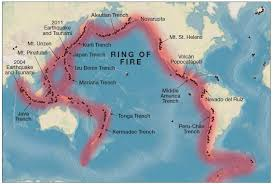 Aleutian Trench
Novarupta
2011
Earthquake
and Tsunami
Mt. St. Helens
Kuril Trench
Mt. Unzen
Japan Trench
RING OF
FIRE
Mt. Pinatubo
Izu Bonin Trench
Volcán
Popocatépetl
2004
Earthquake
and Tsunami
Mariana Trench
Middle
America
Trench
Nevado del Ruiz
Java
Trench
Tonga Trench
Kermadec Trench
Peru-Chile
Trench